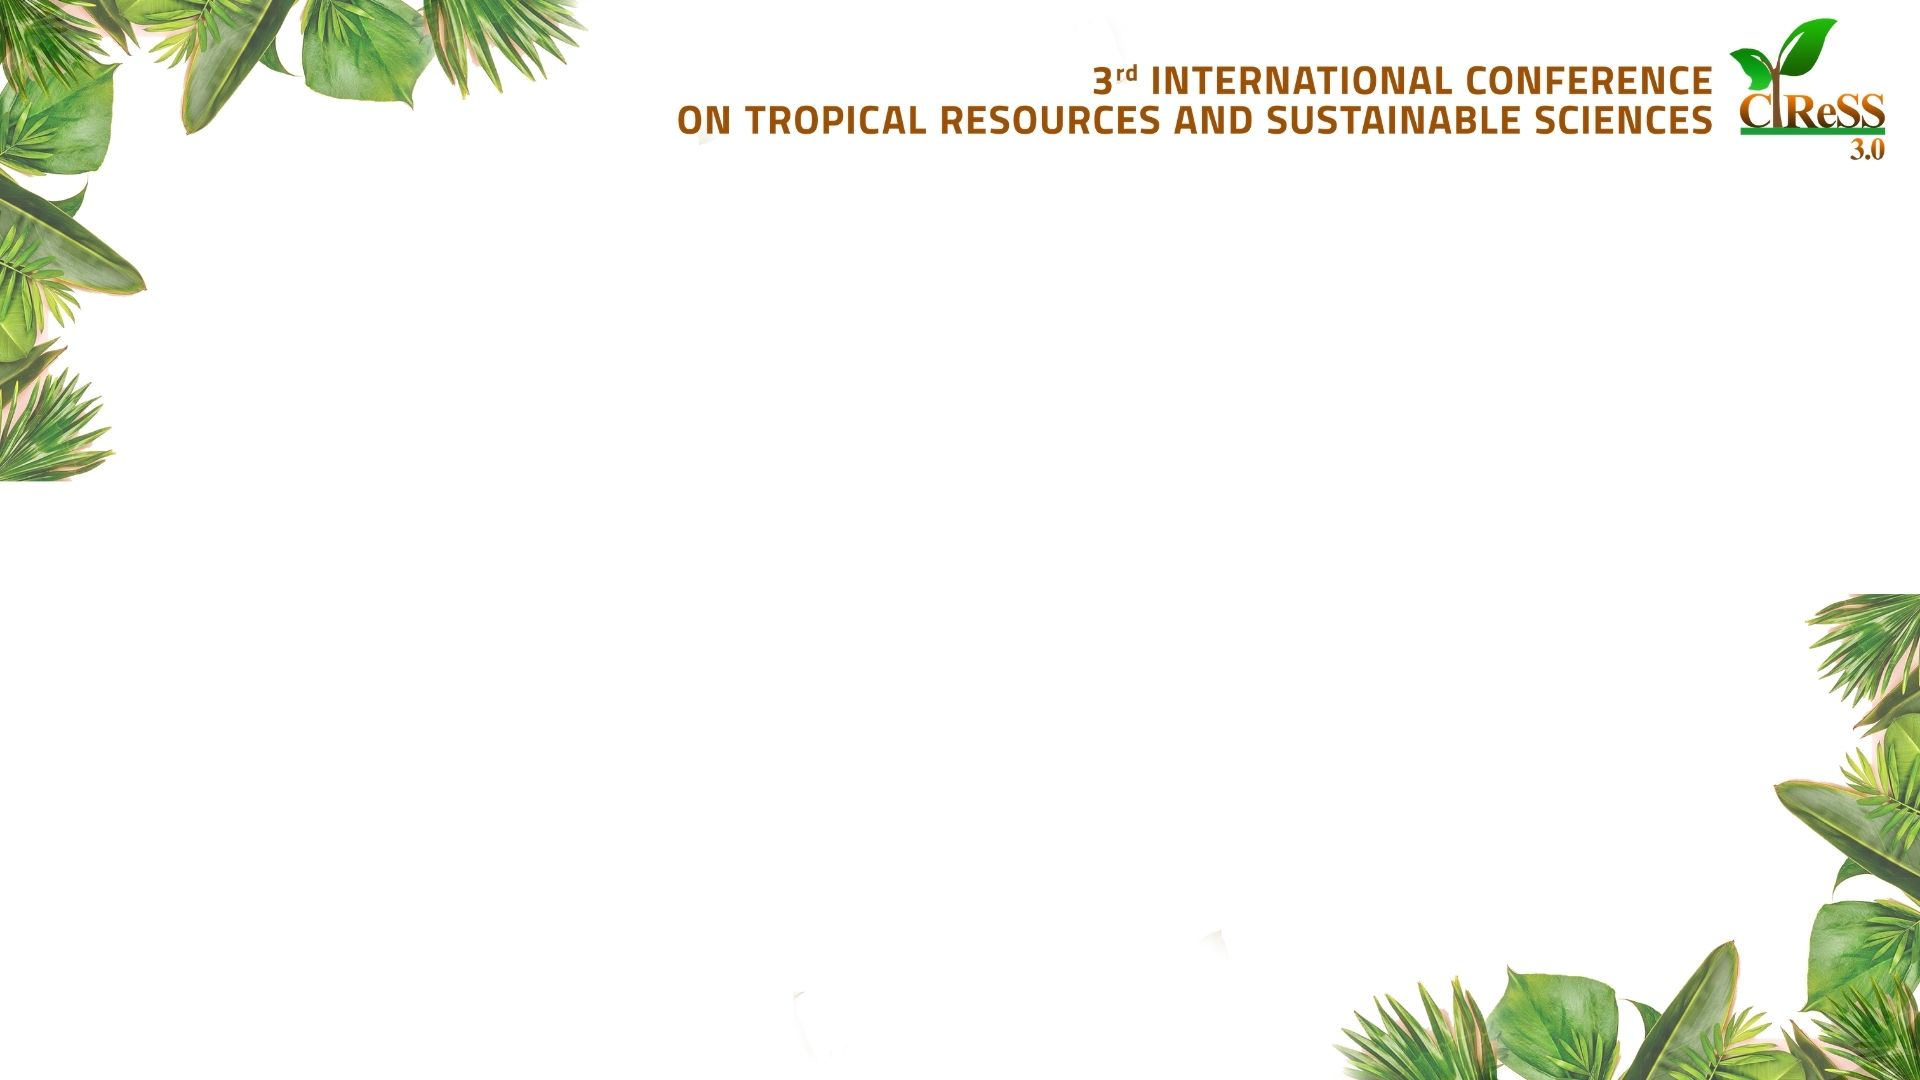 3rd INTERNATIONAL CONFERENCE
ON TROPICAL RESOURCES AND SUSTAINABLE SCIENCES
CTReSS
3.0